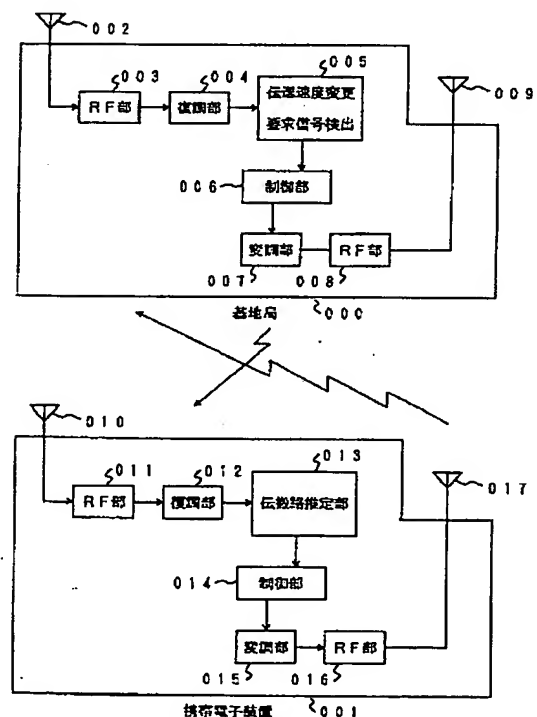 002
003 004 005
RF部 復調部 伝送速度変更
要求信号検出
009
006 制御部
変調部 RF部
007 008
基地局 000
010
011 012 013
RF部 復調部 伝搬路推定部
017
014 制御部
変調部 RF部
015 016
携帯電子装置 001